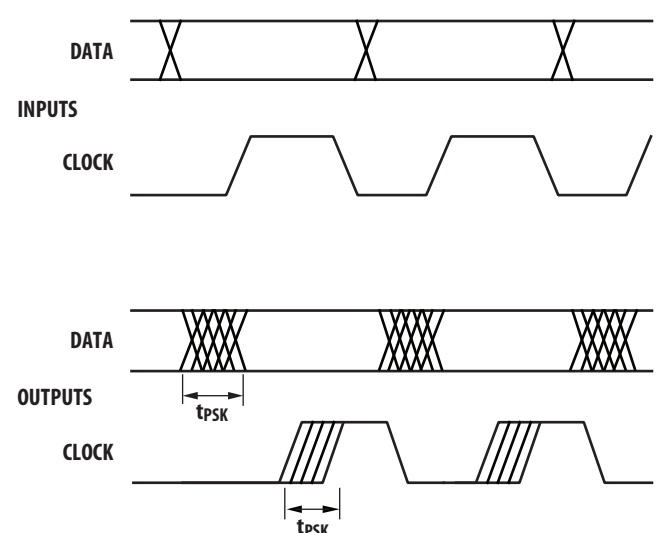 DATA
INPUTS
CLOCK
DATA
OUTPUTS
tPSK
CLOCK
tPSK